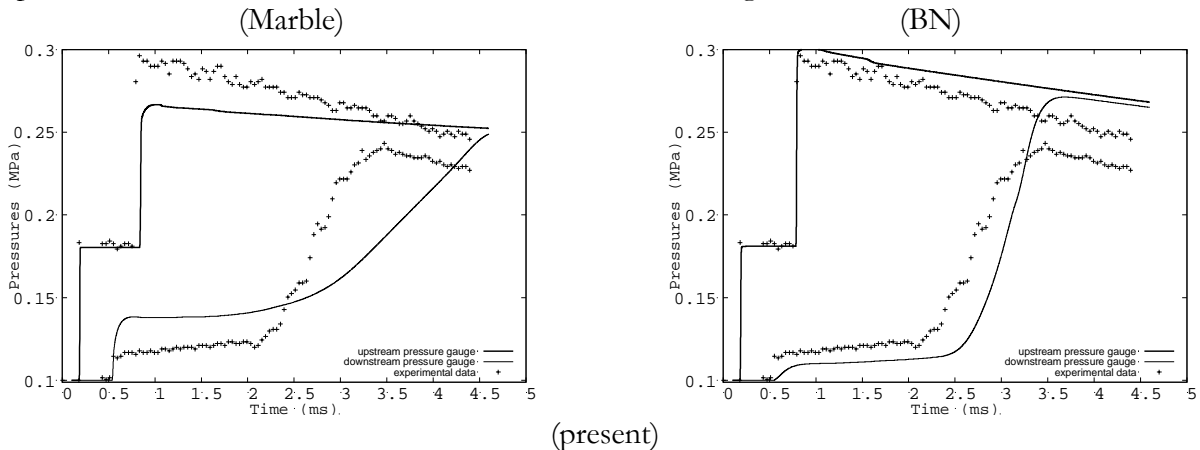 (Marble)
(BN)
0.3
0.25
0.2
0.15
0.1
Pressures (MPa)
0 0.5 1 1.5 2 2.5 3 3.5 4 4.5 5
Time (ms)
upstream pressure gauge
downstream pressure gauge
experimental data
0.3
0.25
0.2
0.15
0.1
Pressures (MPa)
0 0.5 1 1.5 2 2.5 3 3.5 4 4.5 5
Time (ms)
upstream pressure gauge
downstream pressure gauge
experimental data
(present)